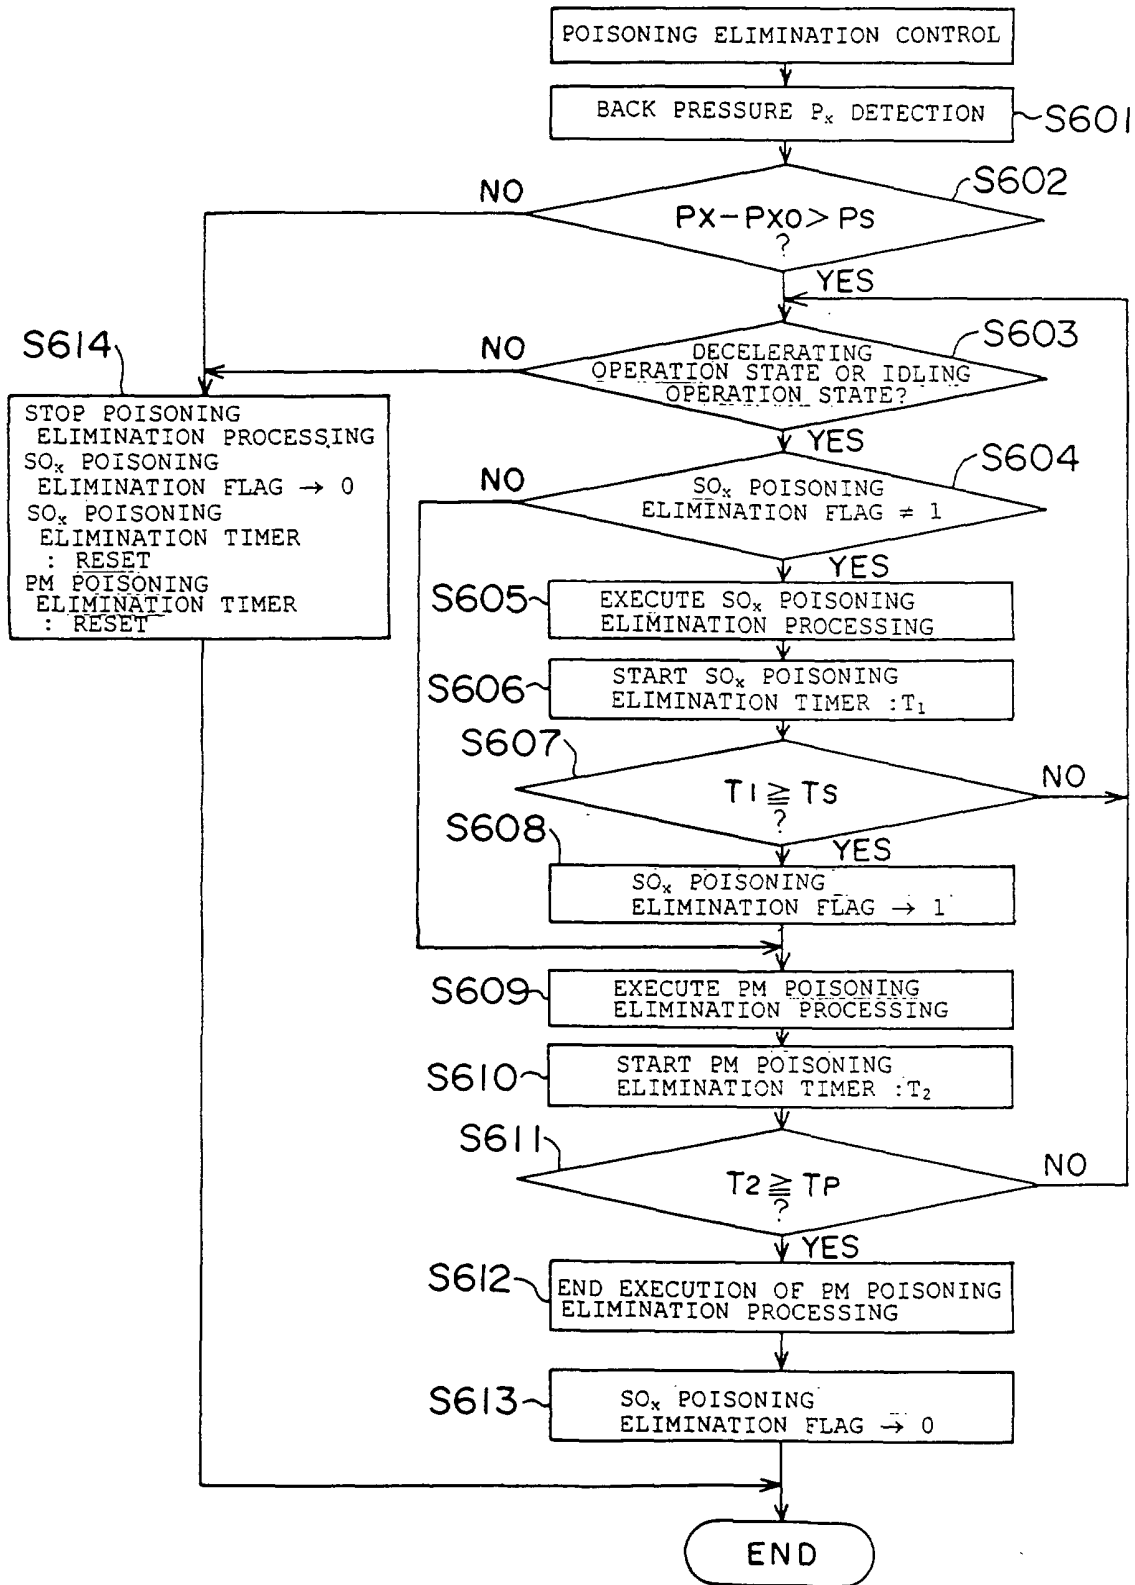 POISONING ELIMINATION CONTROL
BACK PRESSURE Px DETECTION
S601
S602
NO
PX-PXO>PS
?
YES
S603
NO
DECELERATING
OPERATION STATE OR IDLING
OPERATION STATE?
YES
S614
STOP POISONING
ELIMINATION PROCESSING
SOx POISONING
ELIMINATION FLAG → 0
SOx POISONING
ELIMINATION TIMER
: RESET
PM POISONING
ELIMINATION TIMER
: RESET
S604
NO
SOx POISONING
ELIMINATION FLAG ≠ 1
YES
S605
EXECUTE SOx POISONING
ELIMINATION PROCESSING
S606
START SOx POISONING
ELIMINATION TIMER :T1
S607
T1 ≧ TS
?
NO
YES
S608
SOx POISONING
ELIMINATION FLAG → 1
S609
EXECUTE PM POISONING
ELIMINATION PROCESSING
S610
START PM POISONING
ELIMINATION TIMER :T2
S611
T2 ≧ TP
?
NO
YES
S612
END EXECUTION OF PM POISONING
ELIMINATION PROCESSING
S613
SOx POISONING
ELIMINATION FLAG → 0
END